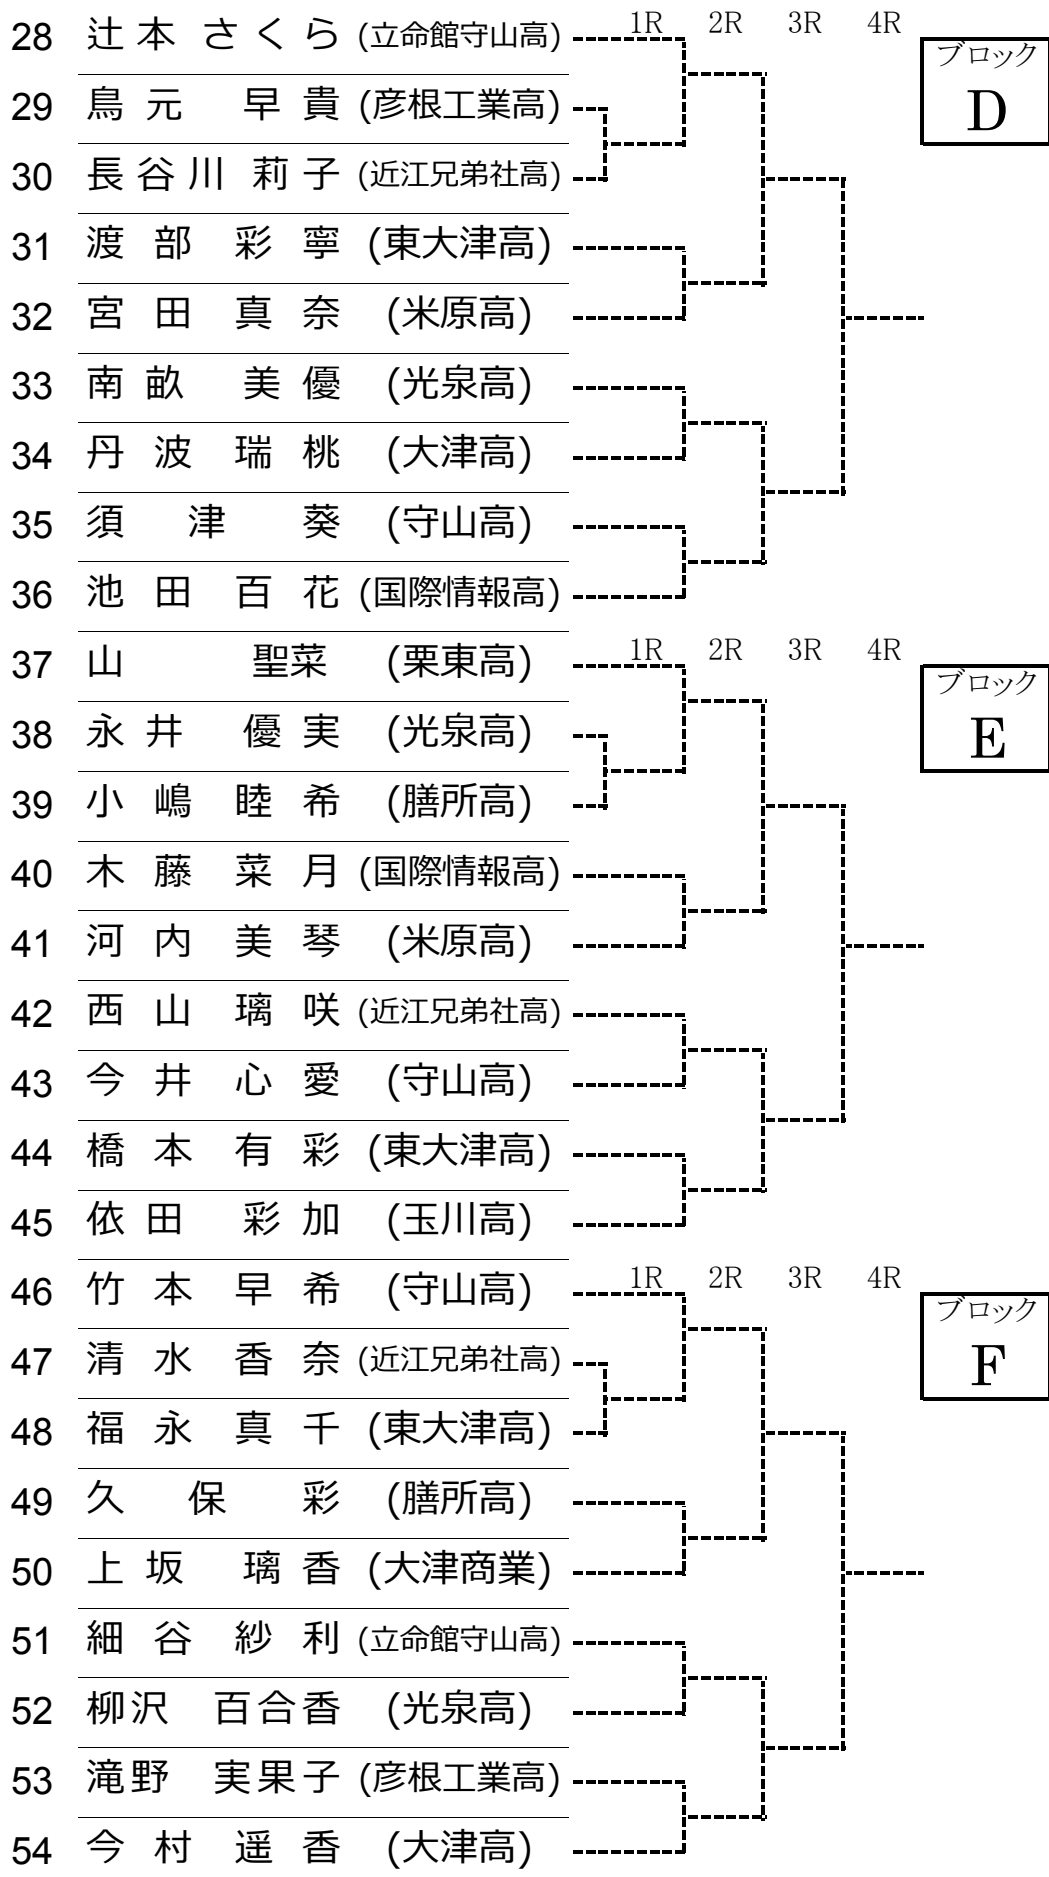 1R 2R 3R 4R
28 辻本 さくら (立命館守山高)
ブロック
D
29 鳥元 早貴 (彦根工業高)
30 長谷川 莉子 (近江兄弟社高)
31 渡部 彩寧 (東大津高)
32 宮田 真奈 (米原高)
33 南畝 美優 (光泉高)
34 丹波 瑞桃 (大津高)
35 須津 葵 (守山高)
36 池田 百花 (国際情報高)
1R 2R 3R 4R
37 山 聖菜 (栗東高)
ブロック
E
38 永井 優実 (光泉高)
39 小嶋 睦希 (膳所高)
40 木藤 菜月 (国際情報高)
41 河内 美琴 (米原高)
42 西山 璃咲 (近江兄弟社高)
43 今井 心愛 (守山高)
44 橋本 有彩 (東大津高)
45 依田 彩加 (玉川高)
1R 2R 3R 4R
46 竹本 早希 (守山高)
ブロック
F
47 清水 香奈 (近江兄弟社高)
48 福永 真千 (東大津高)
49 久保 彩 (膳所高)
50 上坂 璃香 (大津商業)
51 細谷 紗利 (立命館守山高)
52 柳沢 百合香 (光泉高)
53 滝野 実果子 (彦根工業高)
54 今村 遥香 (大津高)